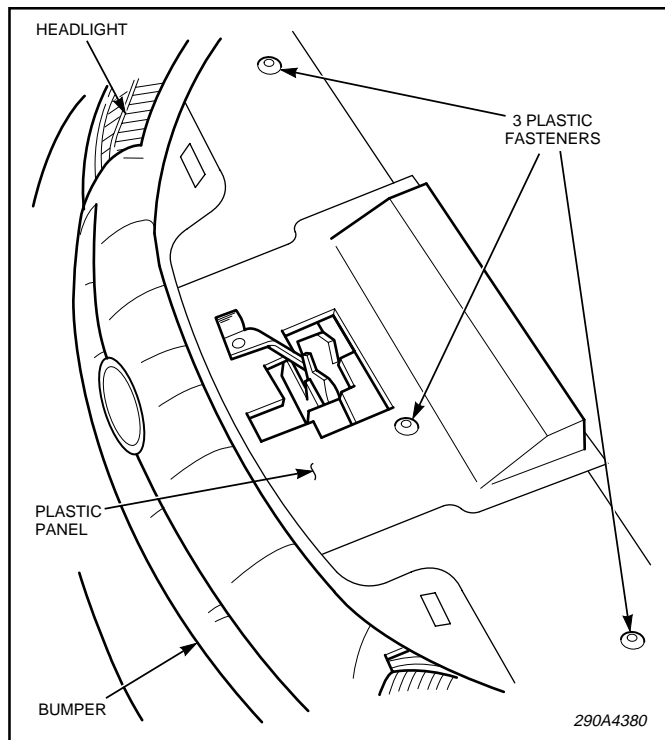 HEADLIGHT
3 PLASTIC
FASTENERS
PLASTIC
PANEL
BUMPER
290A4380